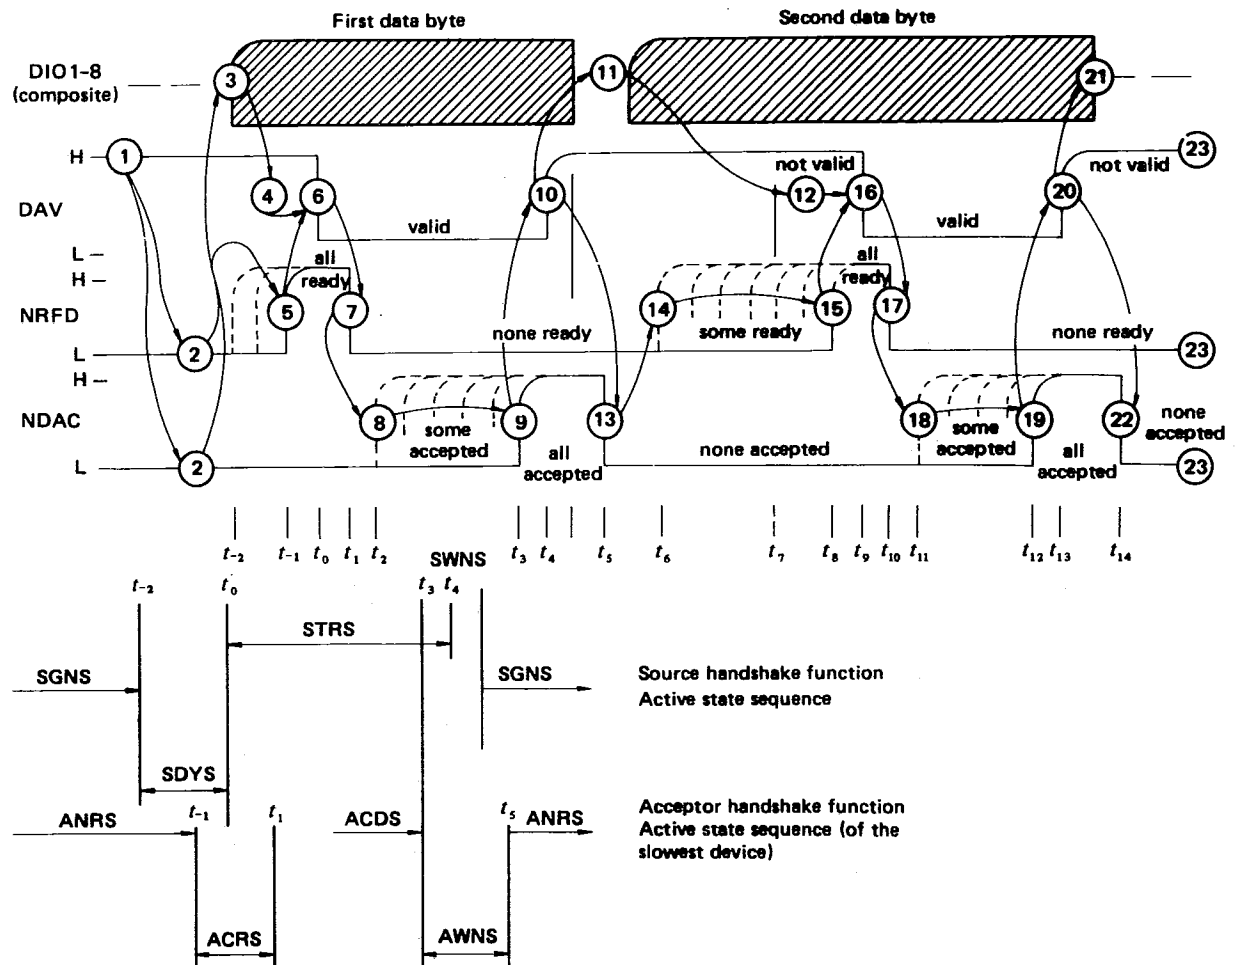 First data byte
Second data byte
DIO1-8
(composite)
3
11
21
H
1
not valid
not valid
23
4
6
10
12
16
20
DAV
valid
valid
L
H
all
ready
all
ready
NRFD
5
7
none ready
14
some ready
15
17
none ready
L
2
23
H
NDAC
8
some
accepted
9
all
accepted
13
none accepted
18
some
accepted
19
all
accepted
22
none
accepted
L
2
23
t-2
t-1
t0
t1
t2
t3
t4
t5
t6
t7
t8
t9
t10
t11
t12
t13
t14
SWNS
t-2
t0
t3
t4
STRS
SGNS
SGNS
Source handshake function
Active state sequence
SDYS
t-1
t1
t5
ANRS
ACDS
ANRS
Acceptor handshake function
Active state sequence (of the
slowest device)
ACRS
AWNS